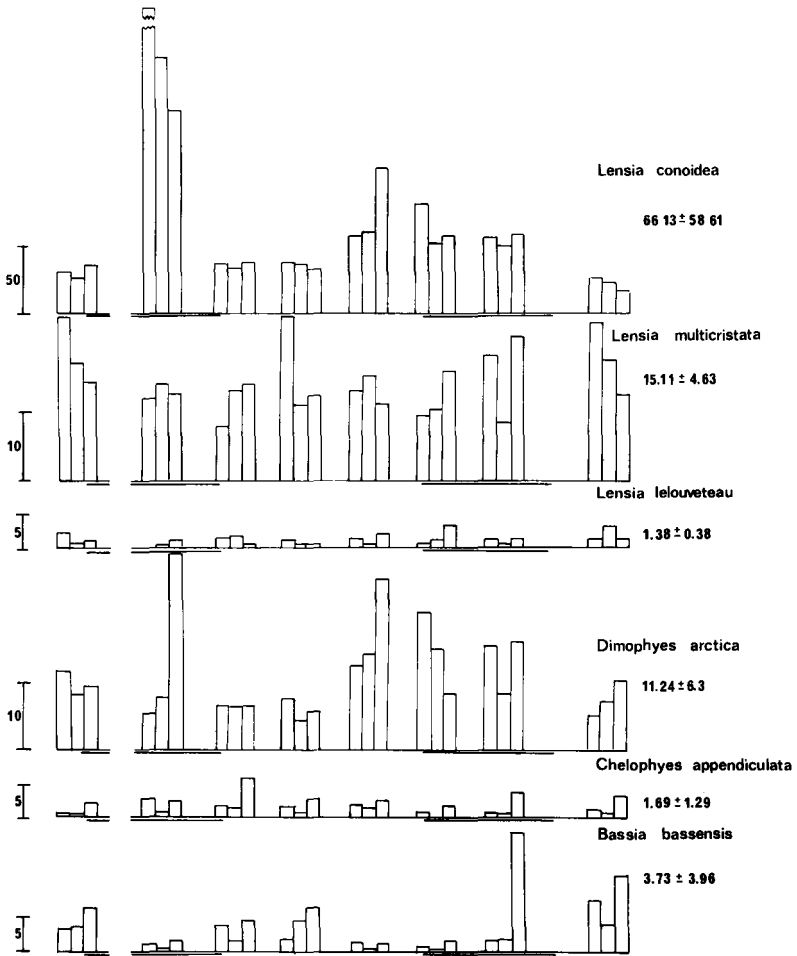 Lensia conoidea
66 13 ± 58 61
50
Lensia multicristata
15.11 ± 4.63
10
Lensia lelouveteau
5
1.38 ± 0.38
Dimophyes arctica
11.24 ± 6.3
10
Chelophyes appendiculata
5
1.69 ± 1.29
Bassia bassensis
3.73 ± 3.96
5